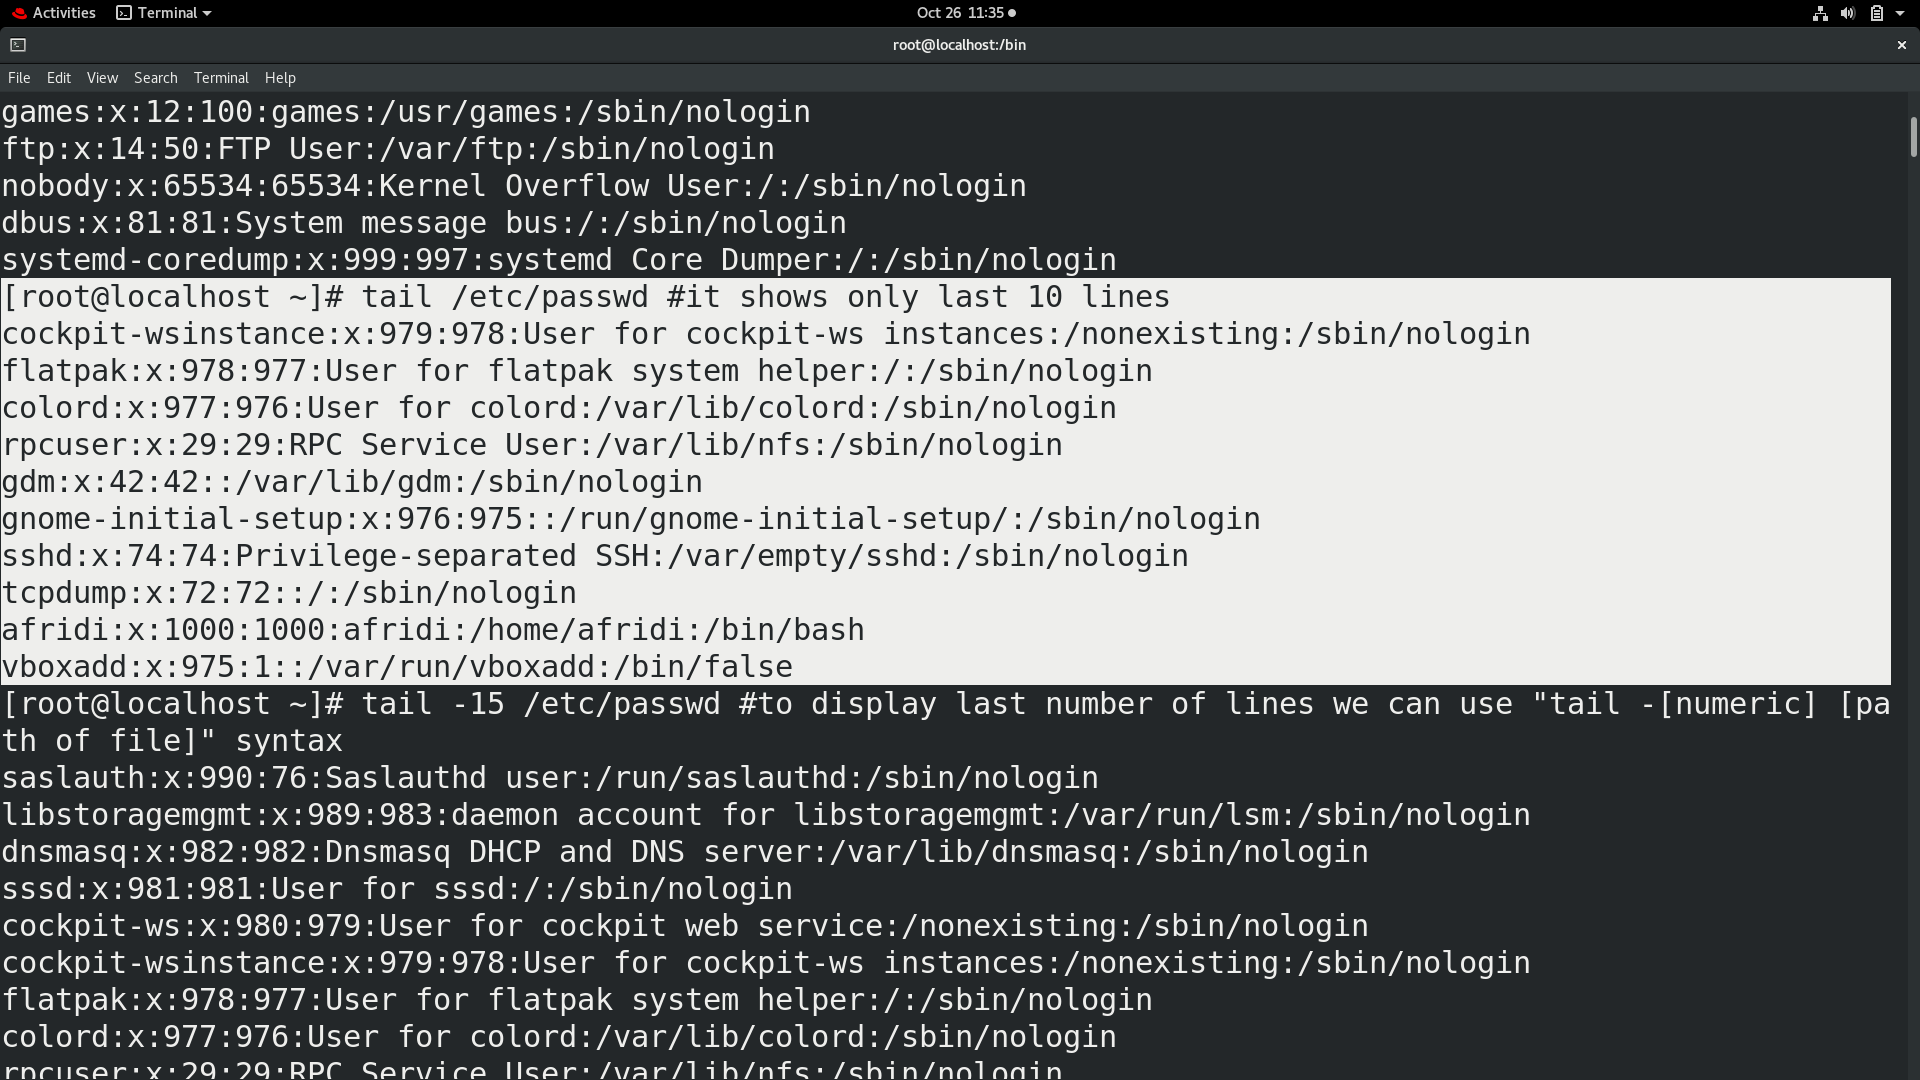 Activities Terminal Oct 26 11:35
root@localhost:/bin
File Edit View Search Terminal Help
games:x:12:100:games:/usr/games:/sbin/nologin
ftp:x:14:50:FTP User:/var/ftp:/sbin/nologin
nobody:x:65534:65534:Kernel Overflow User:/:/sbin/nologin
dbus:x:81:81:System message bus:/:/sbin/nologin
systemd-coredump:x:999:997:systemd Core Dumper:/:/sbin/nologin
[root@localhost ~]# tail /etc/passwd #it shows only last 10 lines
cockpit-wsinstance:x:979:978:User for cockpit-ws instances:/nonexisting:/sbin/nologin
flatpak:x:978:977:User for flatpak system helper:/:/sbin/nologin
colord:x:977:976:User for colord:/var/lib/colord:/sbin/nologin
rpcuser:x:29:29:RPC Service User:/var/lib/nfs:/sbin/nologin
gdm:x:42:42::/var/lib/gdm:/sbin/nologin
gnome-initial-setup:x:976:975::/run/gnome-initial-setup/:/sbin/nologin
sshd:x:74:74:Privilege-separated SSH:/var/empty/sshd:/sbin/nologin
tcpdump:x:72:72::/:/sbin/nologin
afridi:x:1000:1000:afridi:/home/afridi:/bin/bash
vboxadd:x:975:1::/var/run/vboxadd:/bin/false
[root@localhost ~]# tail -15 /etc/passwd #to display last number of lines we can use "tail -[numeric] [pa
th of file]" syntax
saslauth:x:990:76:Saslauthd user:/run/saslauthd:/sbin/nologin
libstoragemgmt:x:989:983:daemon account for libstoragemgmt:/var/run/lsm:/sbin/nologin
dnsmasq:x:982:982:Dnsmasq DHCP and DNS server:/var/lib/dnsmasq:/sbin/nologin
sssd:x:981:981:User for sssd:/:/sbin/nologin
cockpit-ws:x:980:979:User for cockpit web service:/nonexisting:/sbin/nologin
cockpit-wsinstance:x:979:978:User for cockpit-ws instances:/nonexisting:/sbin/nologin
flatpak:x:978:977:User for flatpak system helper:/:/sbin/nologin
colord:x:977:976:User for colord:/var/lib/colord:/sbin/nologin
rpcuser:x:29:29:RPC Service User:/var/lib/nfs:/sbin/nologin